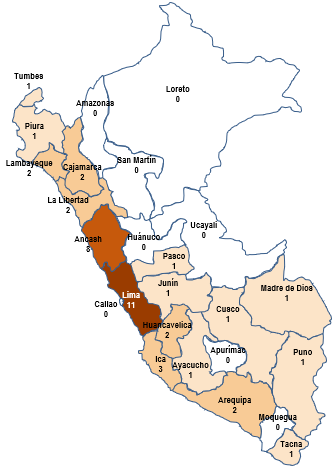 Tumbes
1
Loreto
0
Amazonas
0
Piura
1
San Martin
0
Lambayeque
2
Cajamarca
2
La Libertad
2
Ancash
8
Huánuco
0
Ucayali
0
Pasco
1
Lima
11
Junín
1
Madre de Dios
1
Callao
0
Cusco
1
Huancavelica
2
Ica
3
Ayacucho
1
Apurímac
0
Puno
1
Arequipa
2
Moquegua
0
Tacna
1